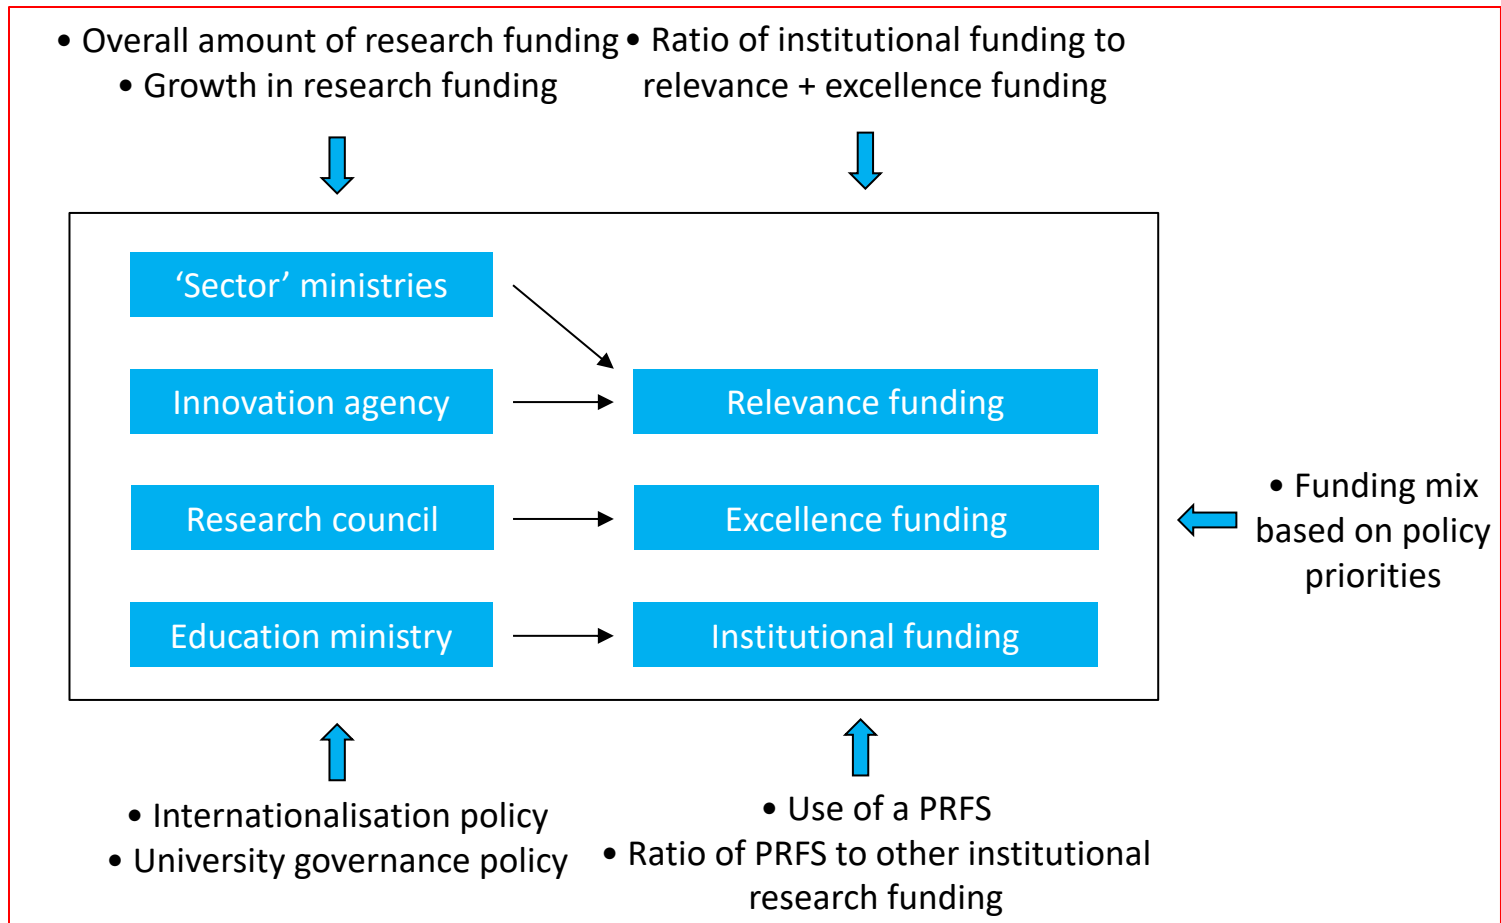 • Overall amount of research funding
• Growth in research funding
• Ratio of institutional funding to
relevance + excellence funding
‘Sector’ ministries
Innovation agency
Relevance funding
Research council
Excellence funding
Education ministry
Institutional funding
• Funding mix
based on policy
priorities
• Internationalisation policy
• University governance policy
• Use of a PRFS
• Ratio of PRFS to other institutional
research funding